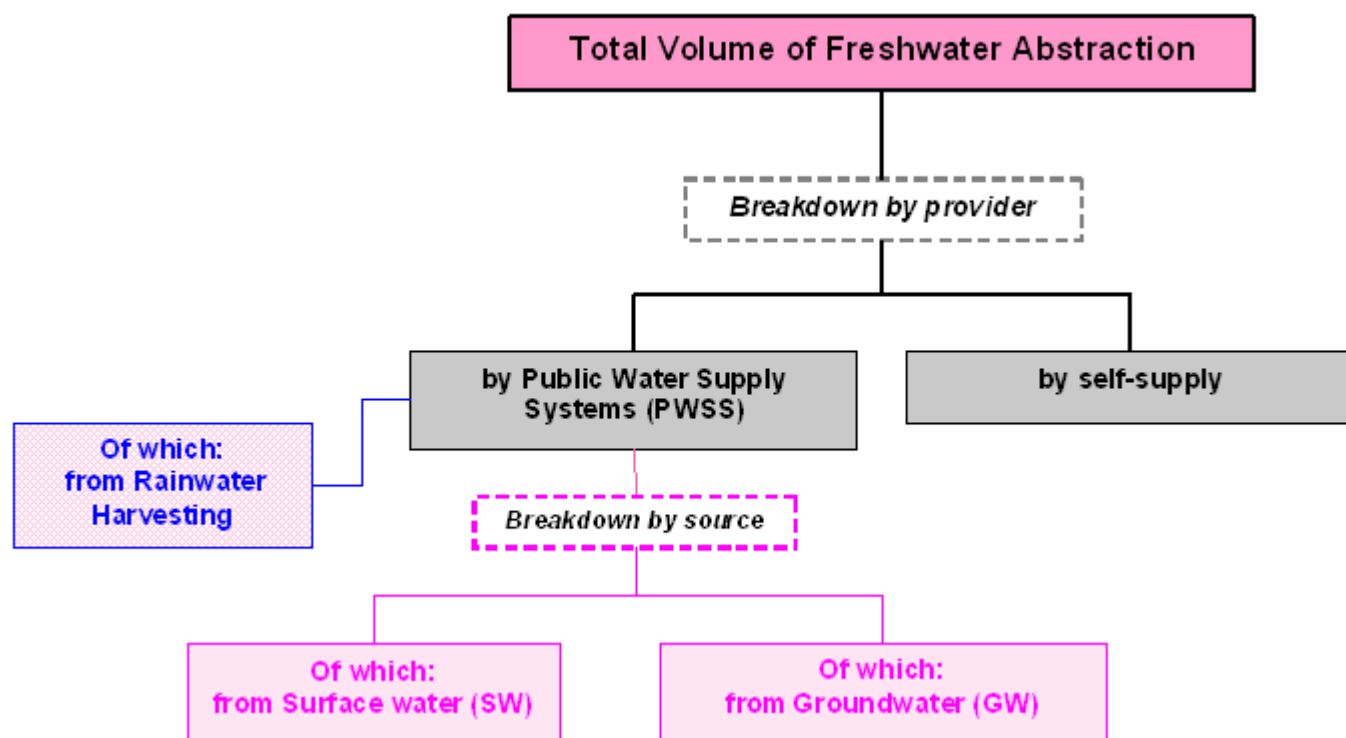 Total Volume of Freshwater Abstraction
Breakdown by provider
by Public Water Supply
Systems (PWSS)
by self-supply
Of which:
from Rainwater
Harvesting
Breakdown by source
Of which:
from Surface water (SW)
Of which:
from Groundwater (GW)